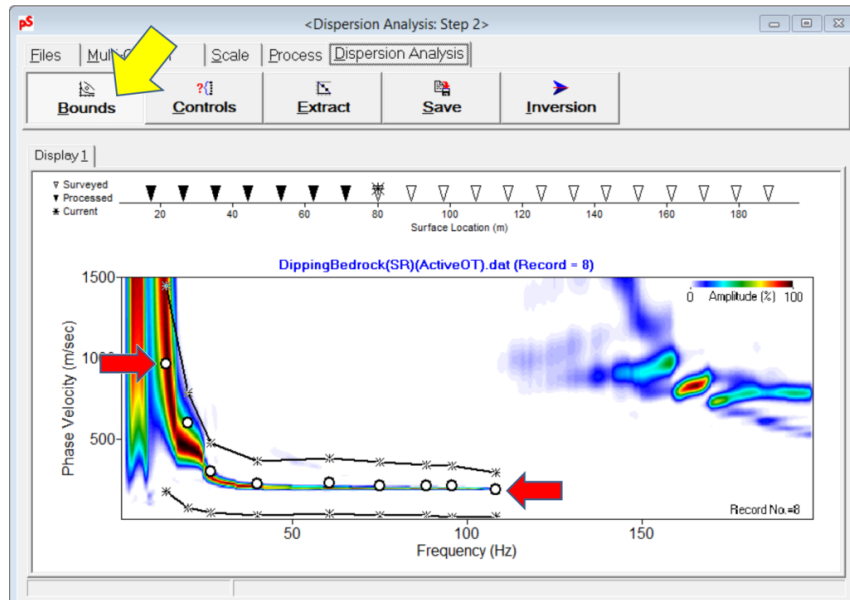 pS <Dispersion Analysis: Step 2>
Files Scale Process Dispersion Analysis
Bounds ?{} Controls Extract Save Inversion
Display 1
Surveyed
Processed
Current
20 40 60 80 100 120 140 160 180
Surface Location (m)
DippingBedrock(SR)(ActiveOT).dat (Record = 8)
1500
0 Amplitude (%) 100
Phase Velocity (m/sec)
500
Record No.=8
50 100 150
Frequency (Hz)